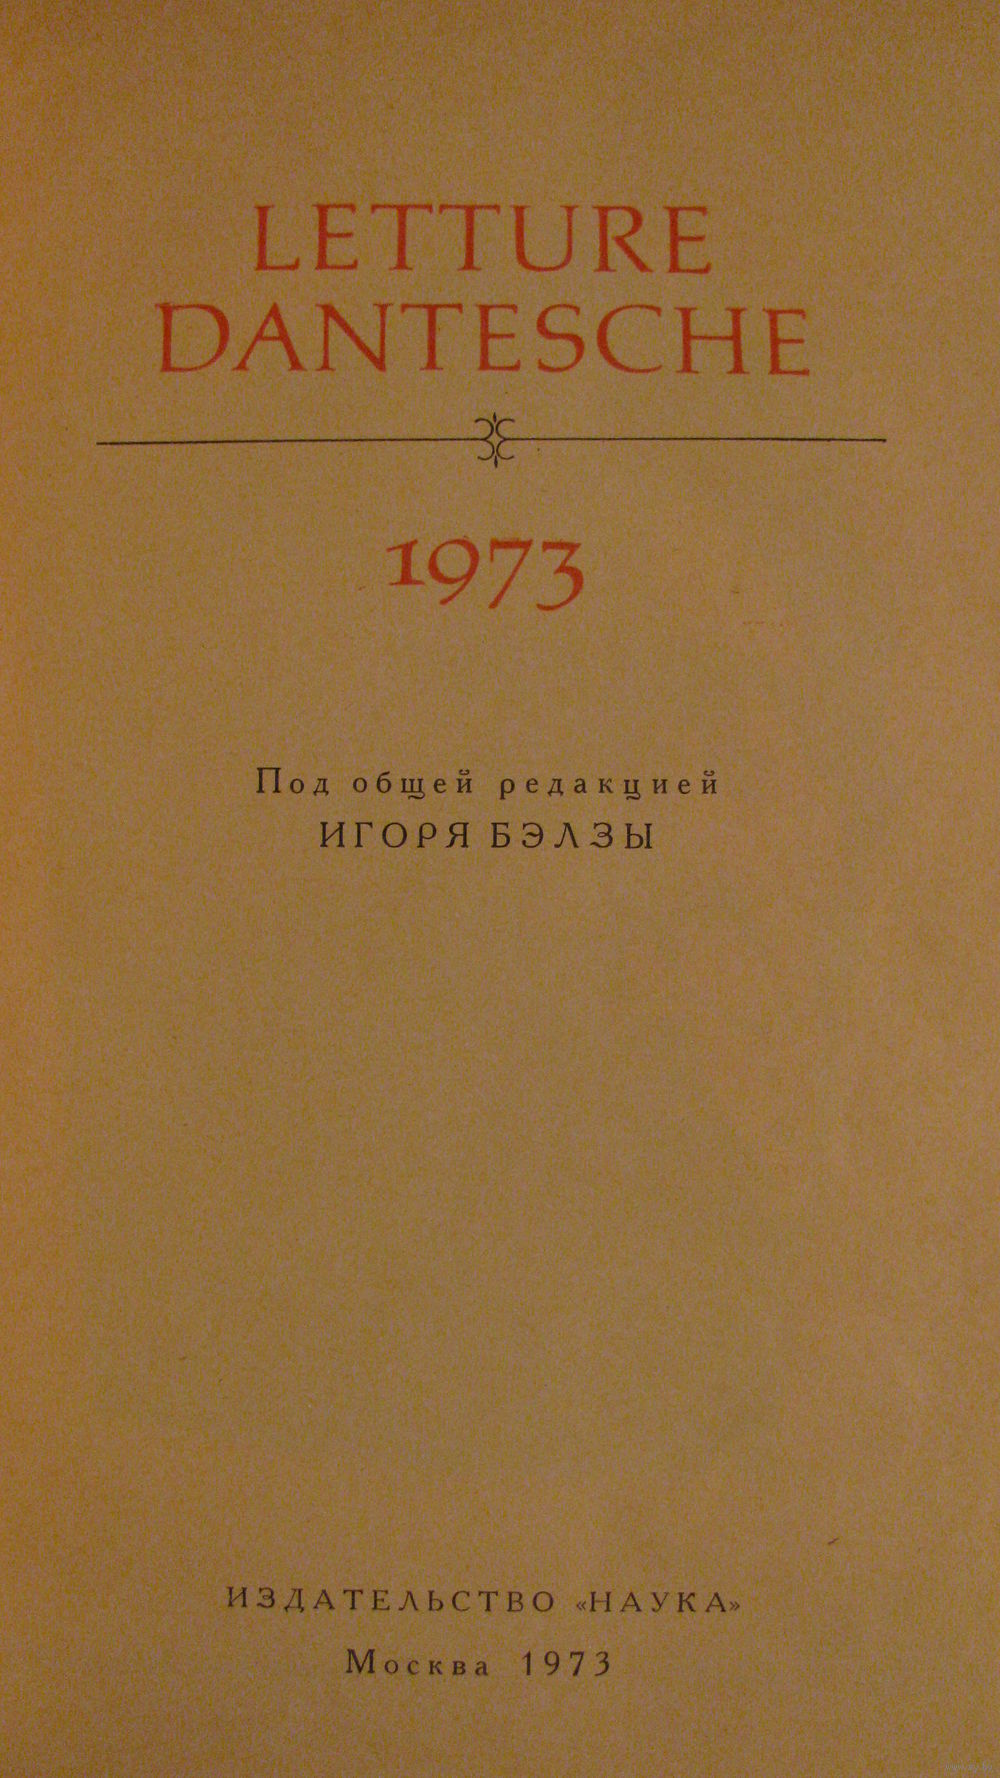 LETTURE
DANTESCHE
1973
Под общей редакцией
ИГОРЯ БЭЛЗЫ
ИЗДАТЕЛЬСТВО «НАУКА»
Москва 1973